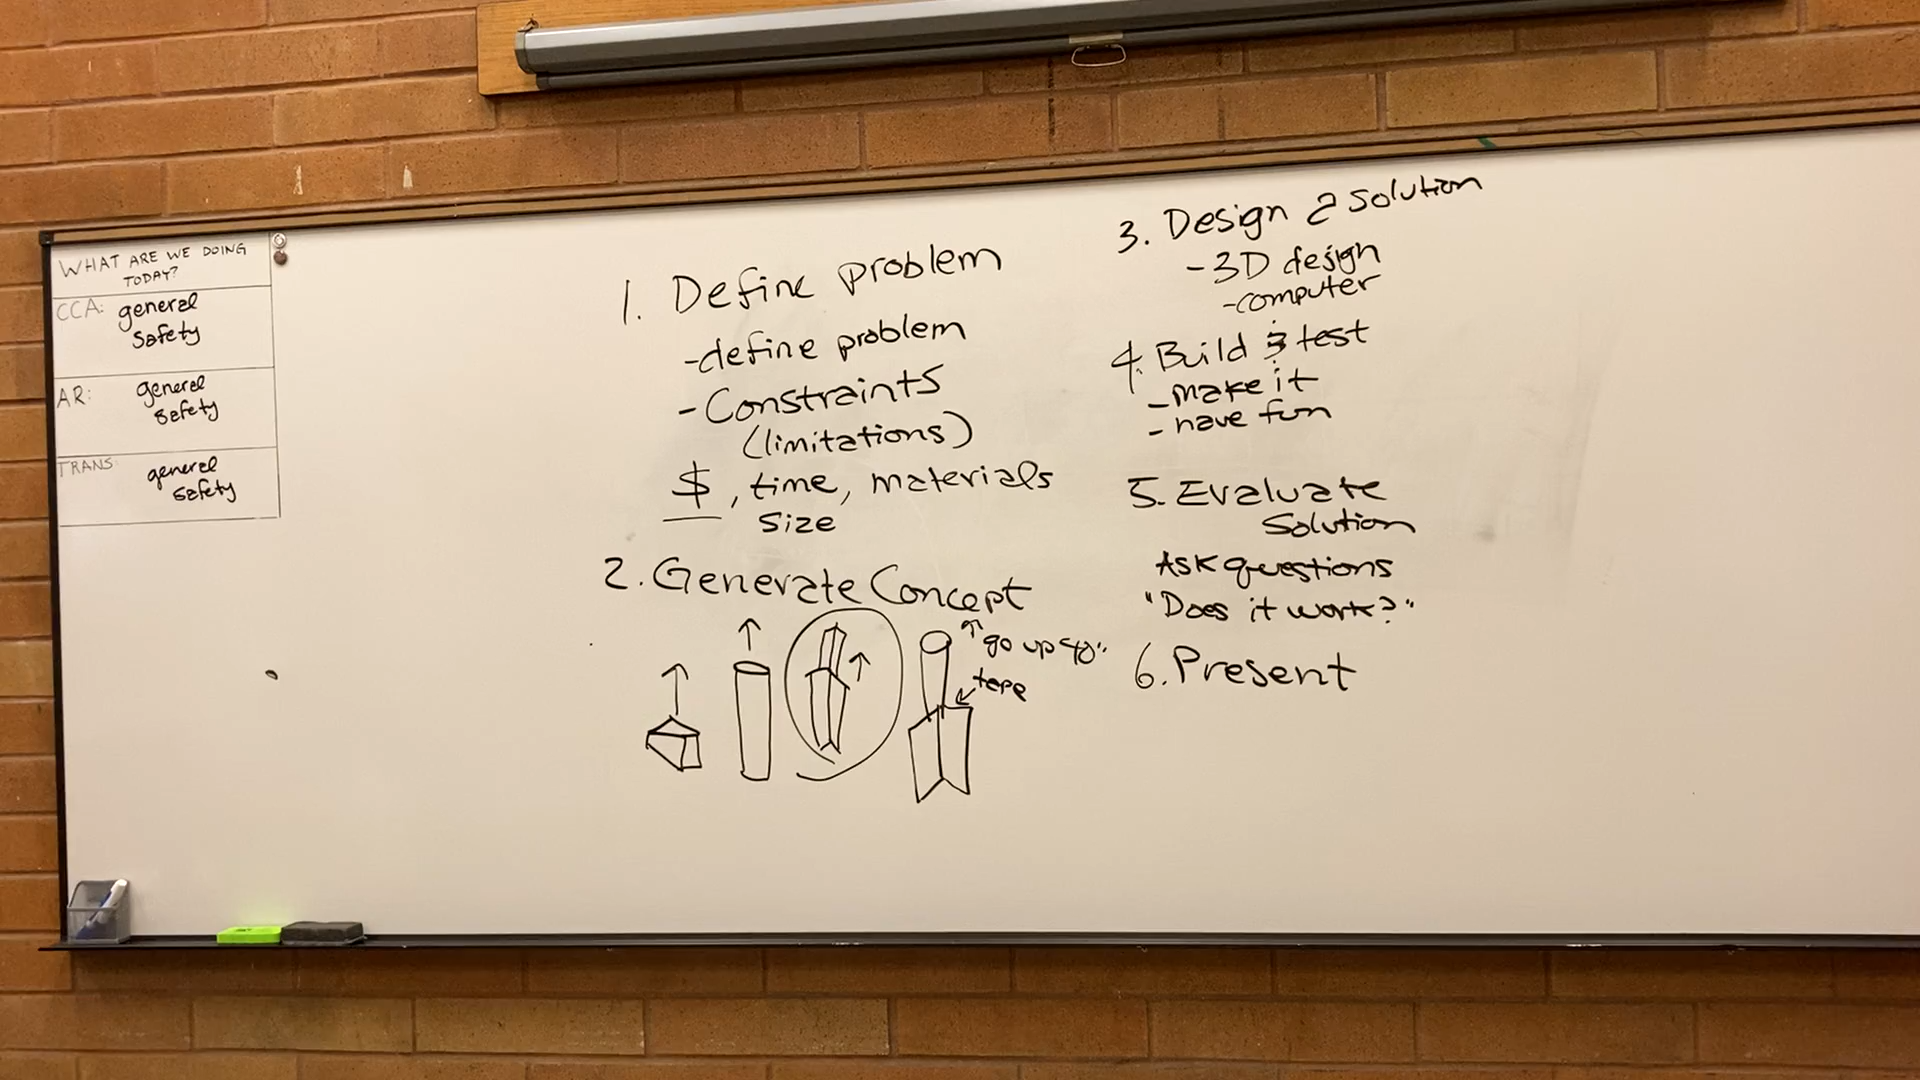 WHAT ARE WE DOING
TODAY?
CCA: general
Safety
AR: general
safety
TRANS general
safety
1. Define problem
-define problem
-Constraints
(limitations)
$, time, materials
size
2. Generate Concept
"go up 40"
tape
3. Design a solution
-3D design
-computer
4. Build & test
-make it
- have fun
5. Evaluate
Solution
Ask questions
"Does it work?"
6. Present